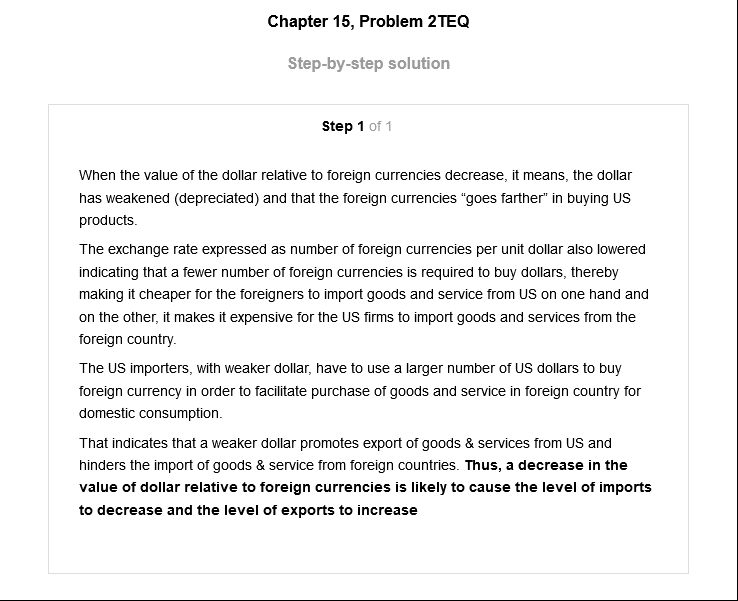 Chapter 15, Problem 2TEQ
Step-by-step solution
Step 1 of 1
When the value of the dollar relative to foreign currencies decrease, it means, the dollar
has weakened (depreciated) and that the foreign currencies “goes farther” in buying US
products.
The exchange rate expressed as number of foreign currencies per unit dollar also lowered
indicating that a fewer number of foreign currencies is required to buy dollars, thereby
making it cheaper for the foreigners to import goods and service from US on one hand and
on the other, it makes it expensive for the US firms to import goods and services from the
foreign country.
The US importers, with weaker dollar, have to use a larger number of US dollars to buy
foreign currency in order to facilitate purchase of goods and service in foreign country for
domestic consumption.
That indicates that a weaker dollar promotes export of goods & services from US and
hinders the import of goods & service from foreign countries. Thus, a decrease in the
value of dollar relative to foreign currencies is likely to cause the level of imports
to decrease and the level of exports to increase